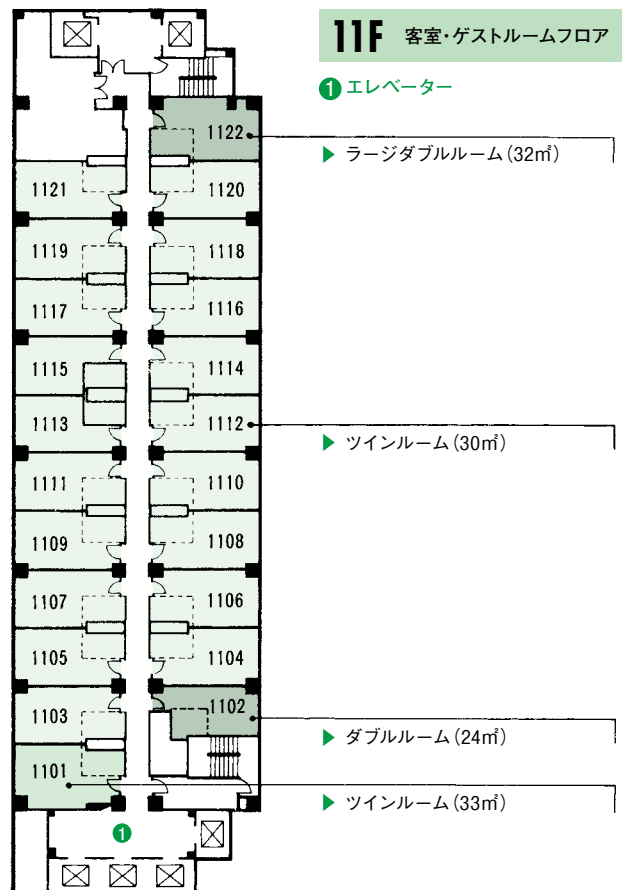 11F 客室・ゲストルームフロア
1 エレベーター
1122
▶ ラージダブルルーム(32㎡)
1121 1120
1119 1118
1117 1116
1115 1114
1113 1112
▶ ツインルーム(30㎡)
1111 1110
1109 1108
1107 1106
1105 1104
1103 1102
▶ ダブルルーム(24㎡)
1101
▶ ツインルーム(33㎡)
1